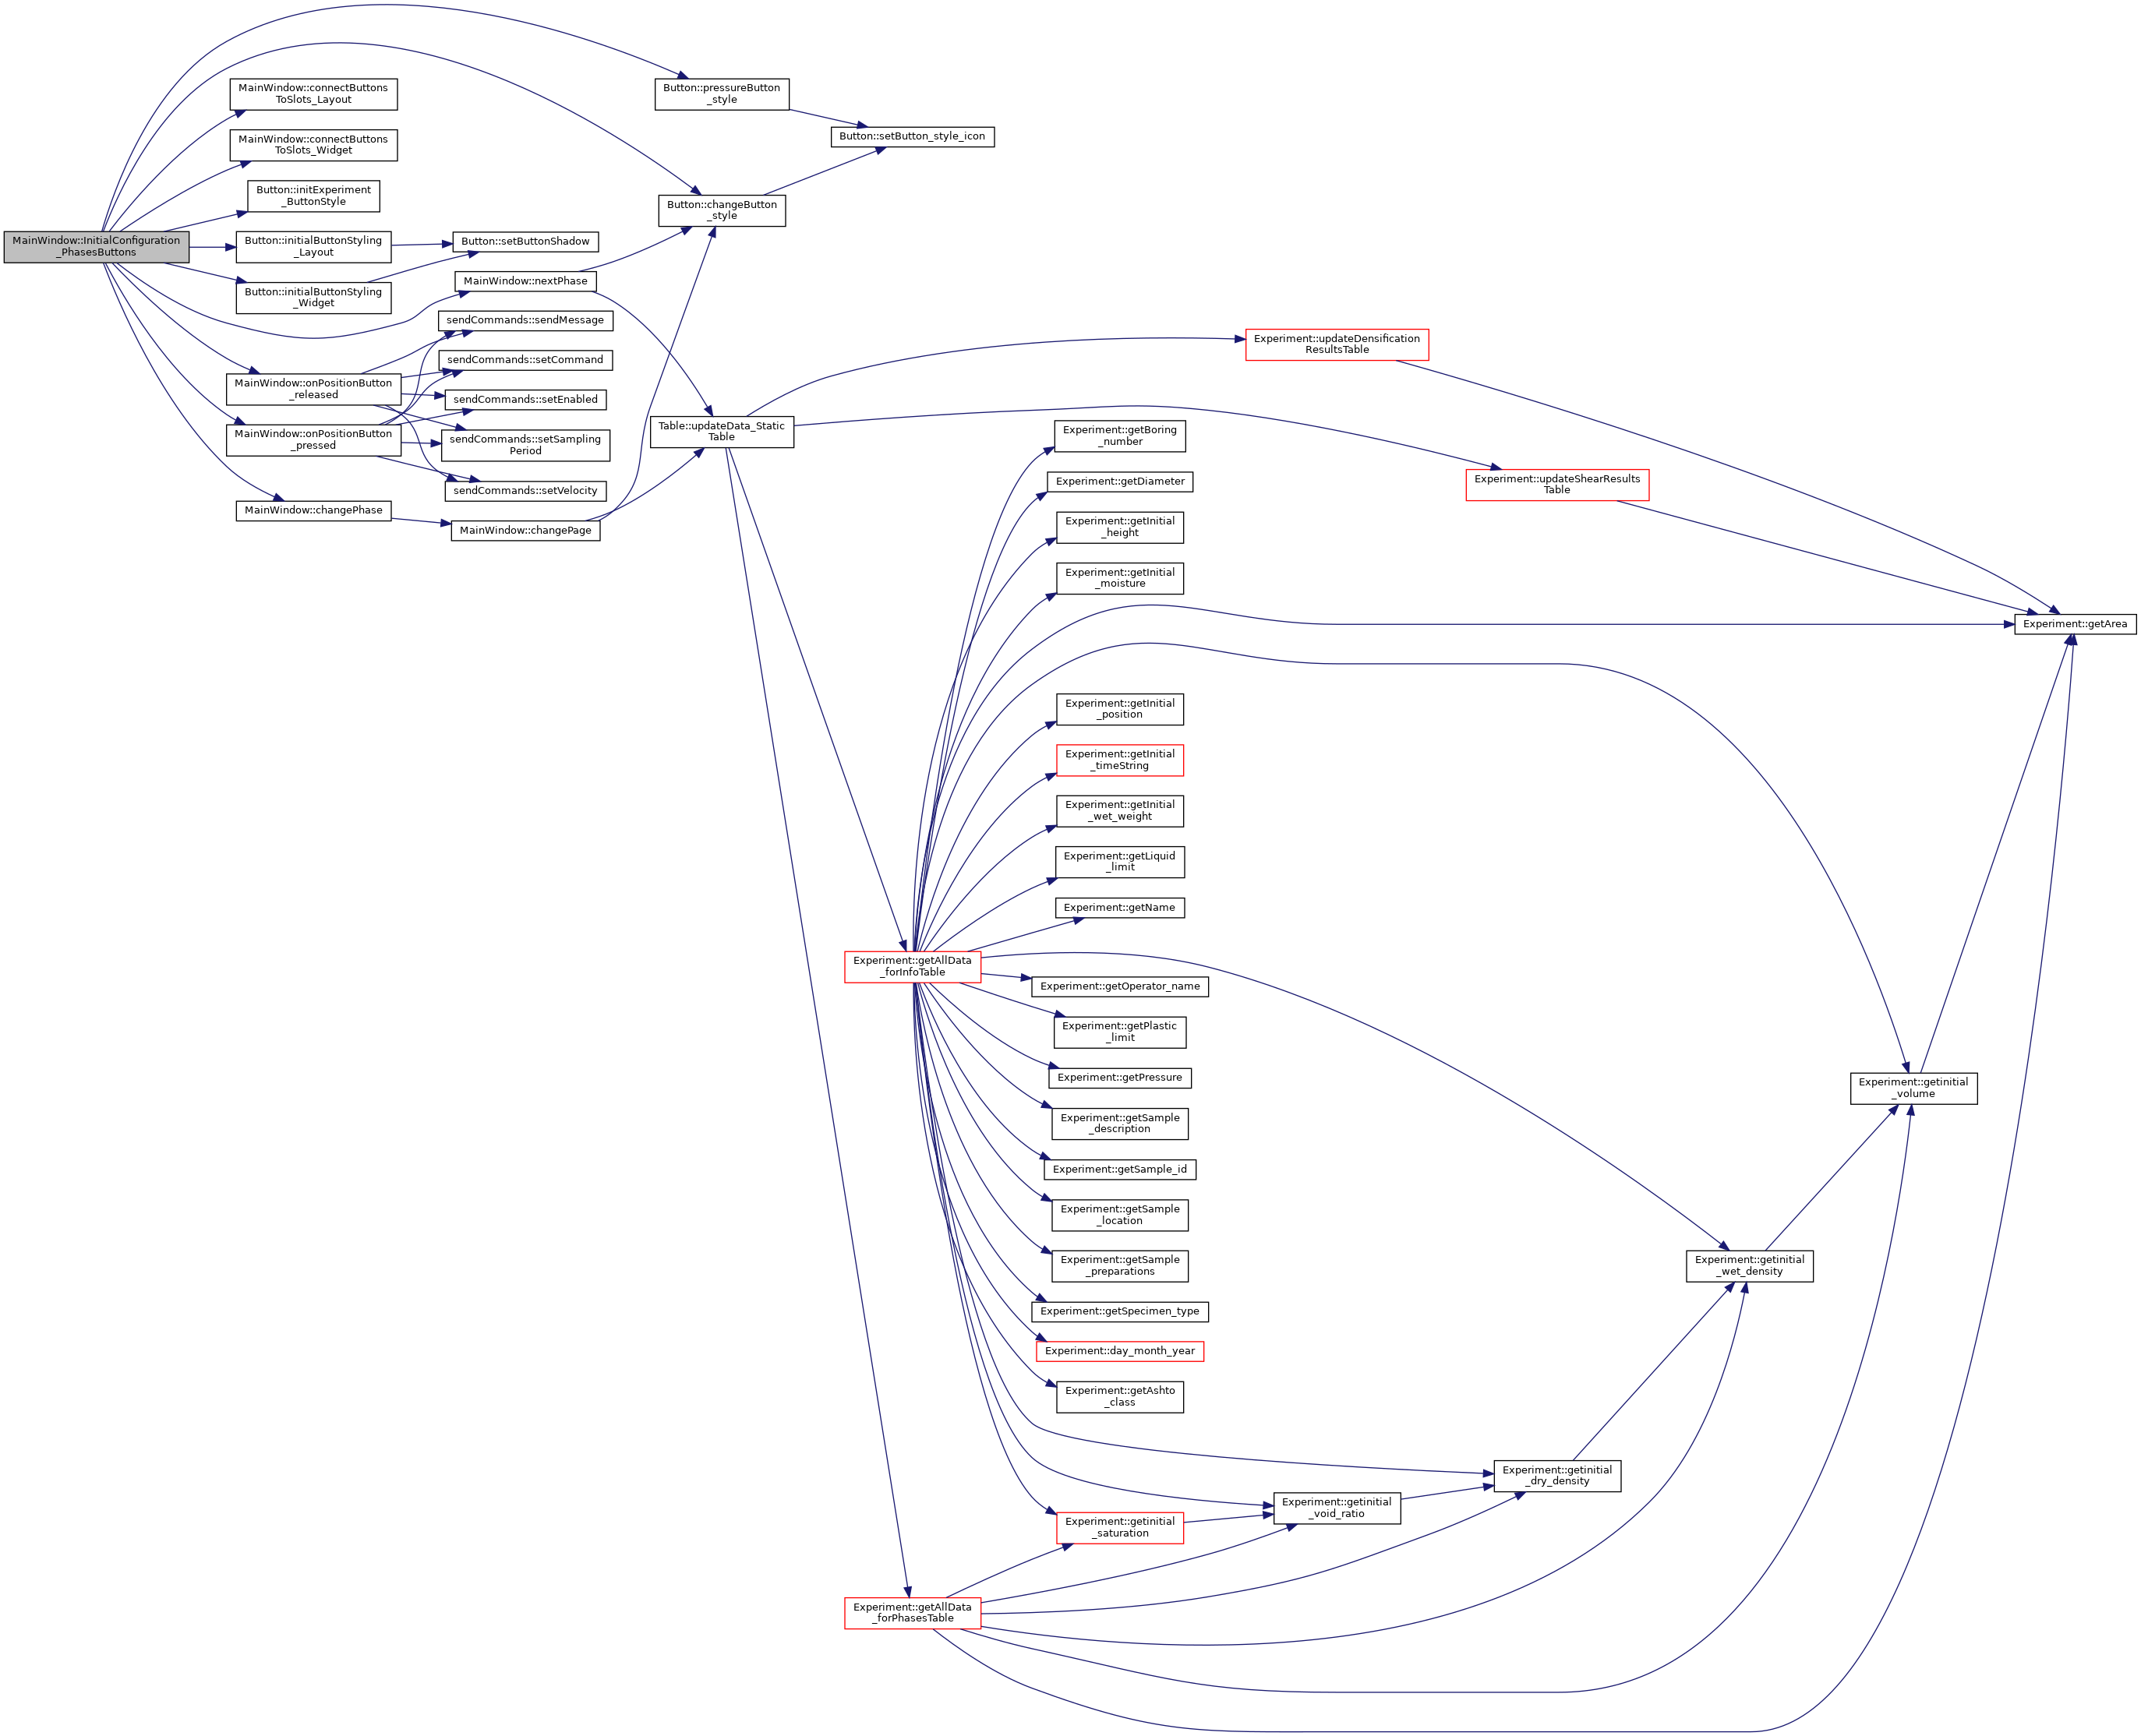 MainWindow::InitialConfiguration
_PhasesButtons
MainWindow::connectButtons
ToSlots_Layout
MainWindow::connectButtons
ToSlots_Widget
Button::initExperiment
_ButtonStyle
Button::initialButtonStyling
_Layout
Button::initialButtonStyling
_Widget
MainWindow::onPositionButton
_released
MainWindow::onPositionButton
_pressed
MainWindow::changePhase
Button::setButtonShadow
MainWindow::nextPhase
sendCommands::sendMessage
sendCommands::setCommand
sendCommands::setEnabled
sendCommands::setSampling
Period
sendCommands::setVelocity
MainWindow::changePage
Button::pressureButton
_style
Button::changeButton
_style
Table::updateData_Static
Table
Button::setButton_style_icon
Experiment::getAllData
_forInfoTable
Experiment::getAllData
_forPhasesTable
Experiment::getBoring
_number
Experiment::getDiameter
Experiment::getInitial
_height
Experiment::getInitial
_moisture
Experiment::getInitial
_position
Experiment::getInitial
_timeString
Experiment::getInitial
_wet_weight
Experiment::getLiquid
_limit
Experiment::getName
Experiment::getOperator_name
Experiment::getPlastic
_limit
Experiment::getPressure
Experiment::getSample
_description
Experiment::getSample_id
Experiment::getSample
_location
Experiment::getSample
_preparations
Experiment::getSpecimen_type
Experiment::day_month_year
Experiment::getAshto
_class
Experiment::getinitial
_saturation
Experiment::updateDensification
ResultsTable
Experiment::getinitial
_void_ratio
Experiment::updateShearResults
Table
Experiment::getinitial
_dry_density
Experiment::getinitial
_wet_density
Experiment::getinitial
_volume
Experiment::getArea